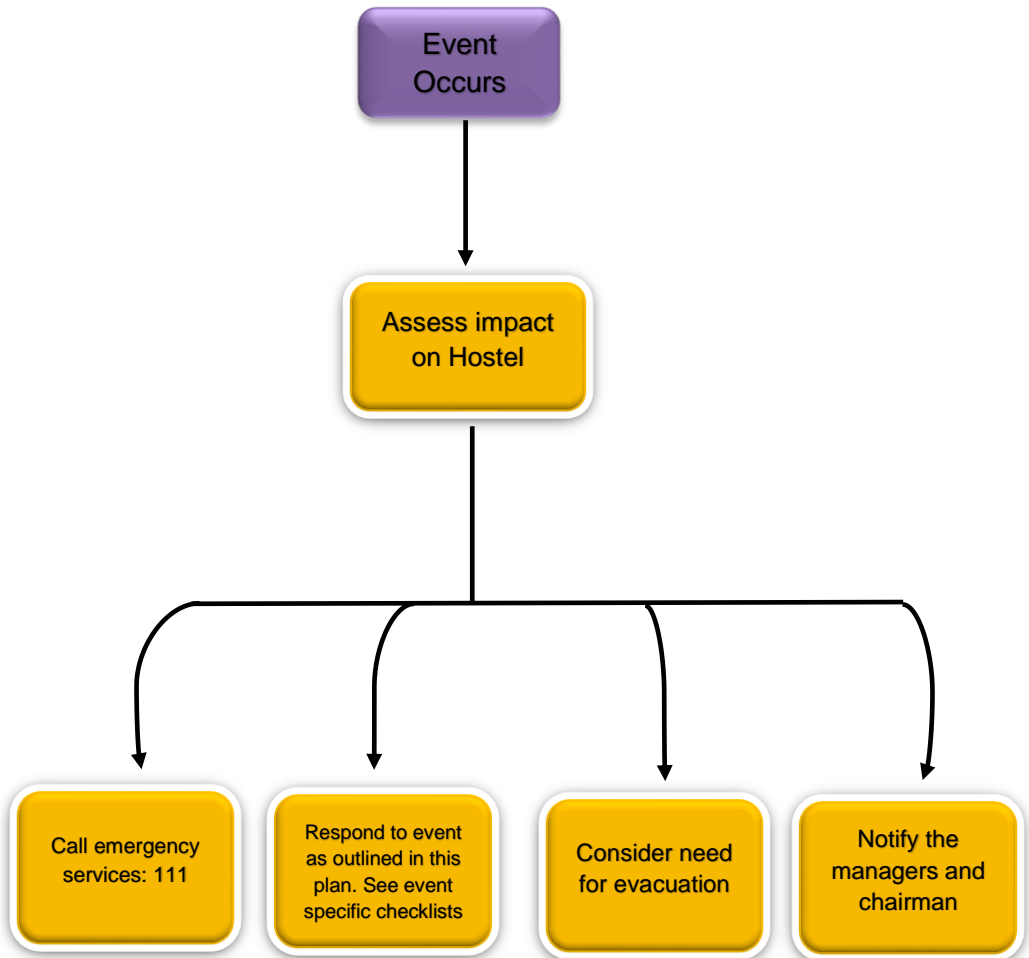 Event
Occurs
Assess impact
on Hostel
Call emergency
services: 111
Respond to event
as outlined in this
plan. See event
specific checklists
Consider need
for evacuation
Notify the
managers and
chairman